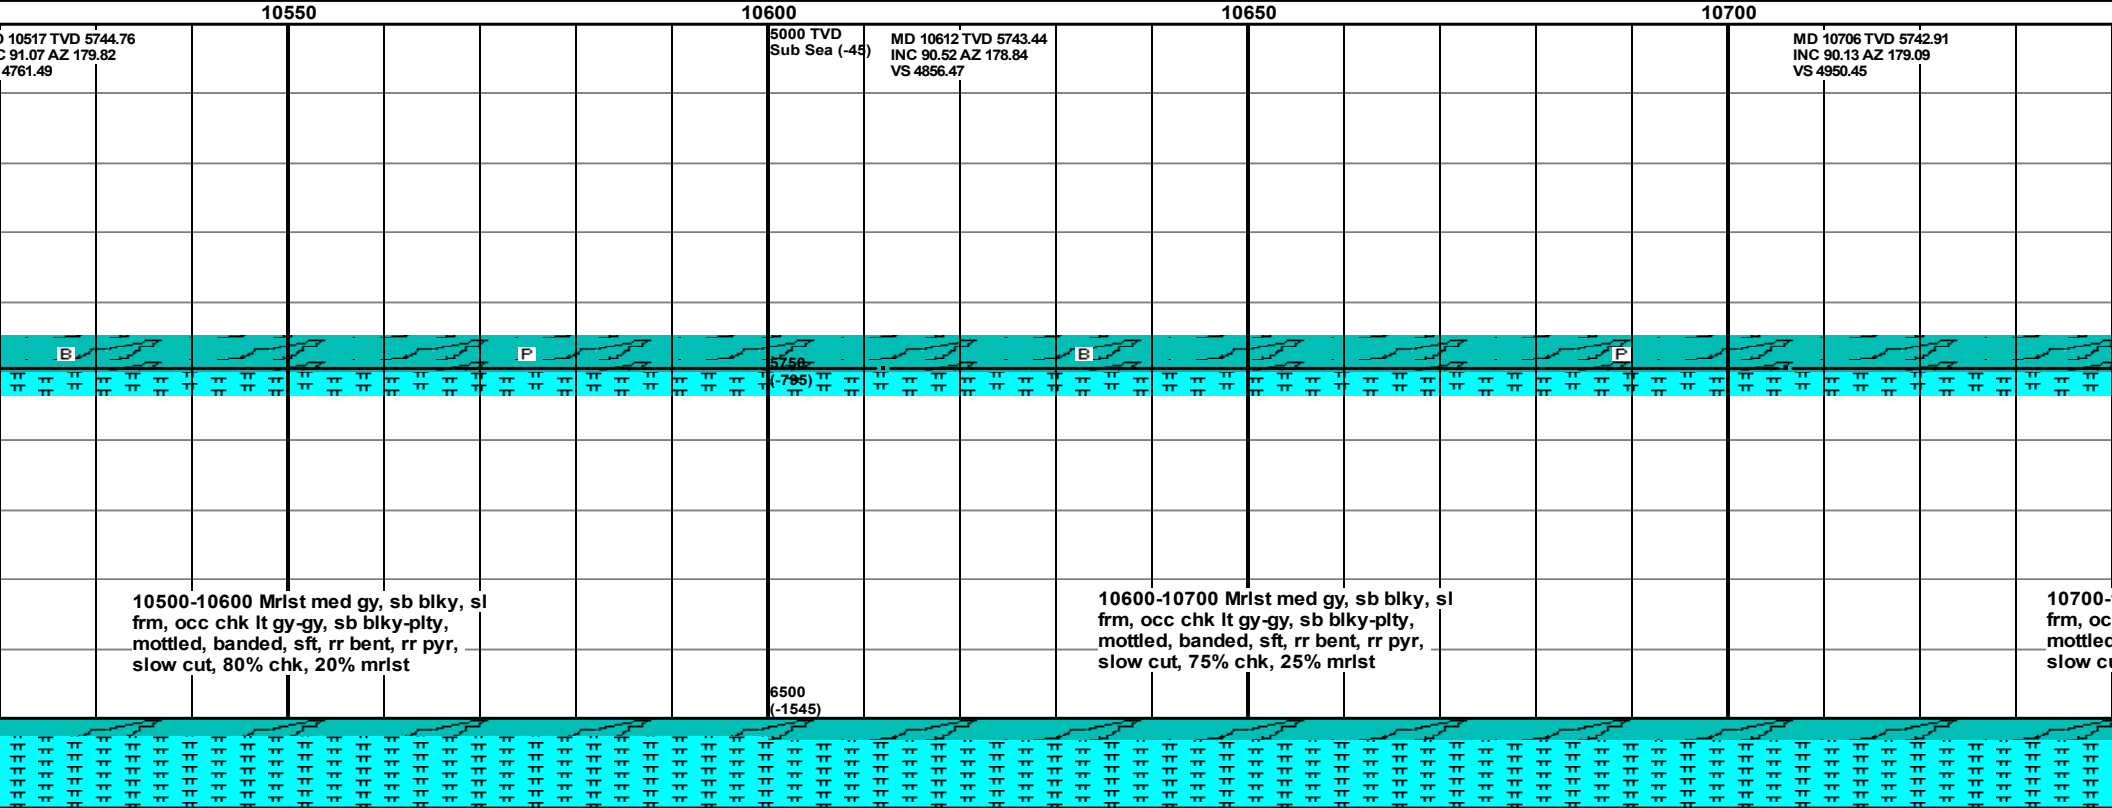 10550 10600 10650 10700
10517 TVD 5744.76
91.07 AZ 179.82
4761.49
5000 TVD
Sub Sea (-45)
MD 10612 TVD 5743.44
INC 90.52 AZ 178.84
VS 4856.47
MD 10706 TVD 5742.91
INC 90.13 AZ 179.09
VS 4950.45
B P B P
5750
(-795)
10500-10600 Mrlst med gy, sb blky, sl
frm, occ chk lt gy-gy, sb blky-plty,
mottled, banded, sft, rr bent, rr pyr,
slow cut, 80% chk, 20% mrlst
10600-10700 Mrlst med gy, sb blky, sl
frm, occ chk lt gy-gy, sb blky-plty,
mottled, banded, sft, rr bent, rr pyr,
slow cut, 75% chk, 25% mrlst
10700-
frm, oc
mottled
slow cu
6500
(-1545)